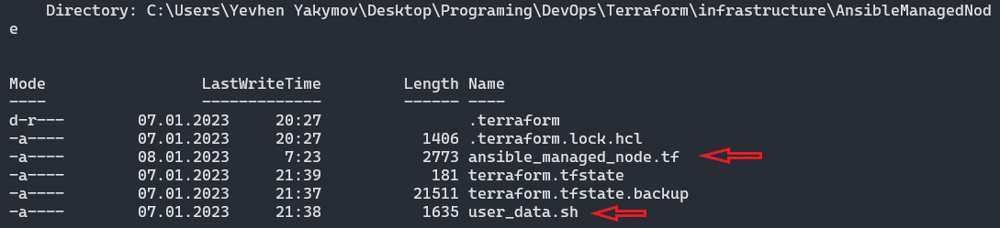 Directory: C:\Users\Yevhen Yakymov\Desktop\Programing\DevOps\Terraform\infrastructure\AnsibleManagedNod
e
Mode LastWriteTime Length Name
---- ------------- ------ ----
d-r--- 07.01.2023 20:27 .terraform
-a---- 07.01.2023 20:27 1406 .terraform.lock.hcl
-a---- 08.01.2023 7:23 2773 ansible_managed_node.tf
-a---- 07.01.2023 21:39 181 terraform.tfstate
-a---- 07.01.2023 21:37 21511 terraform.tfstate.backup
-a---- 07.01.2023 21:38 1635 user_data.sh